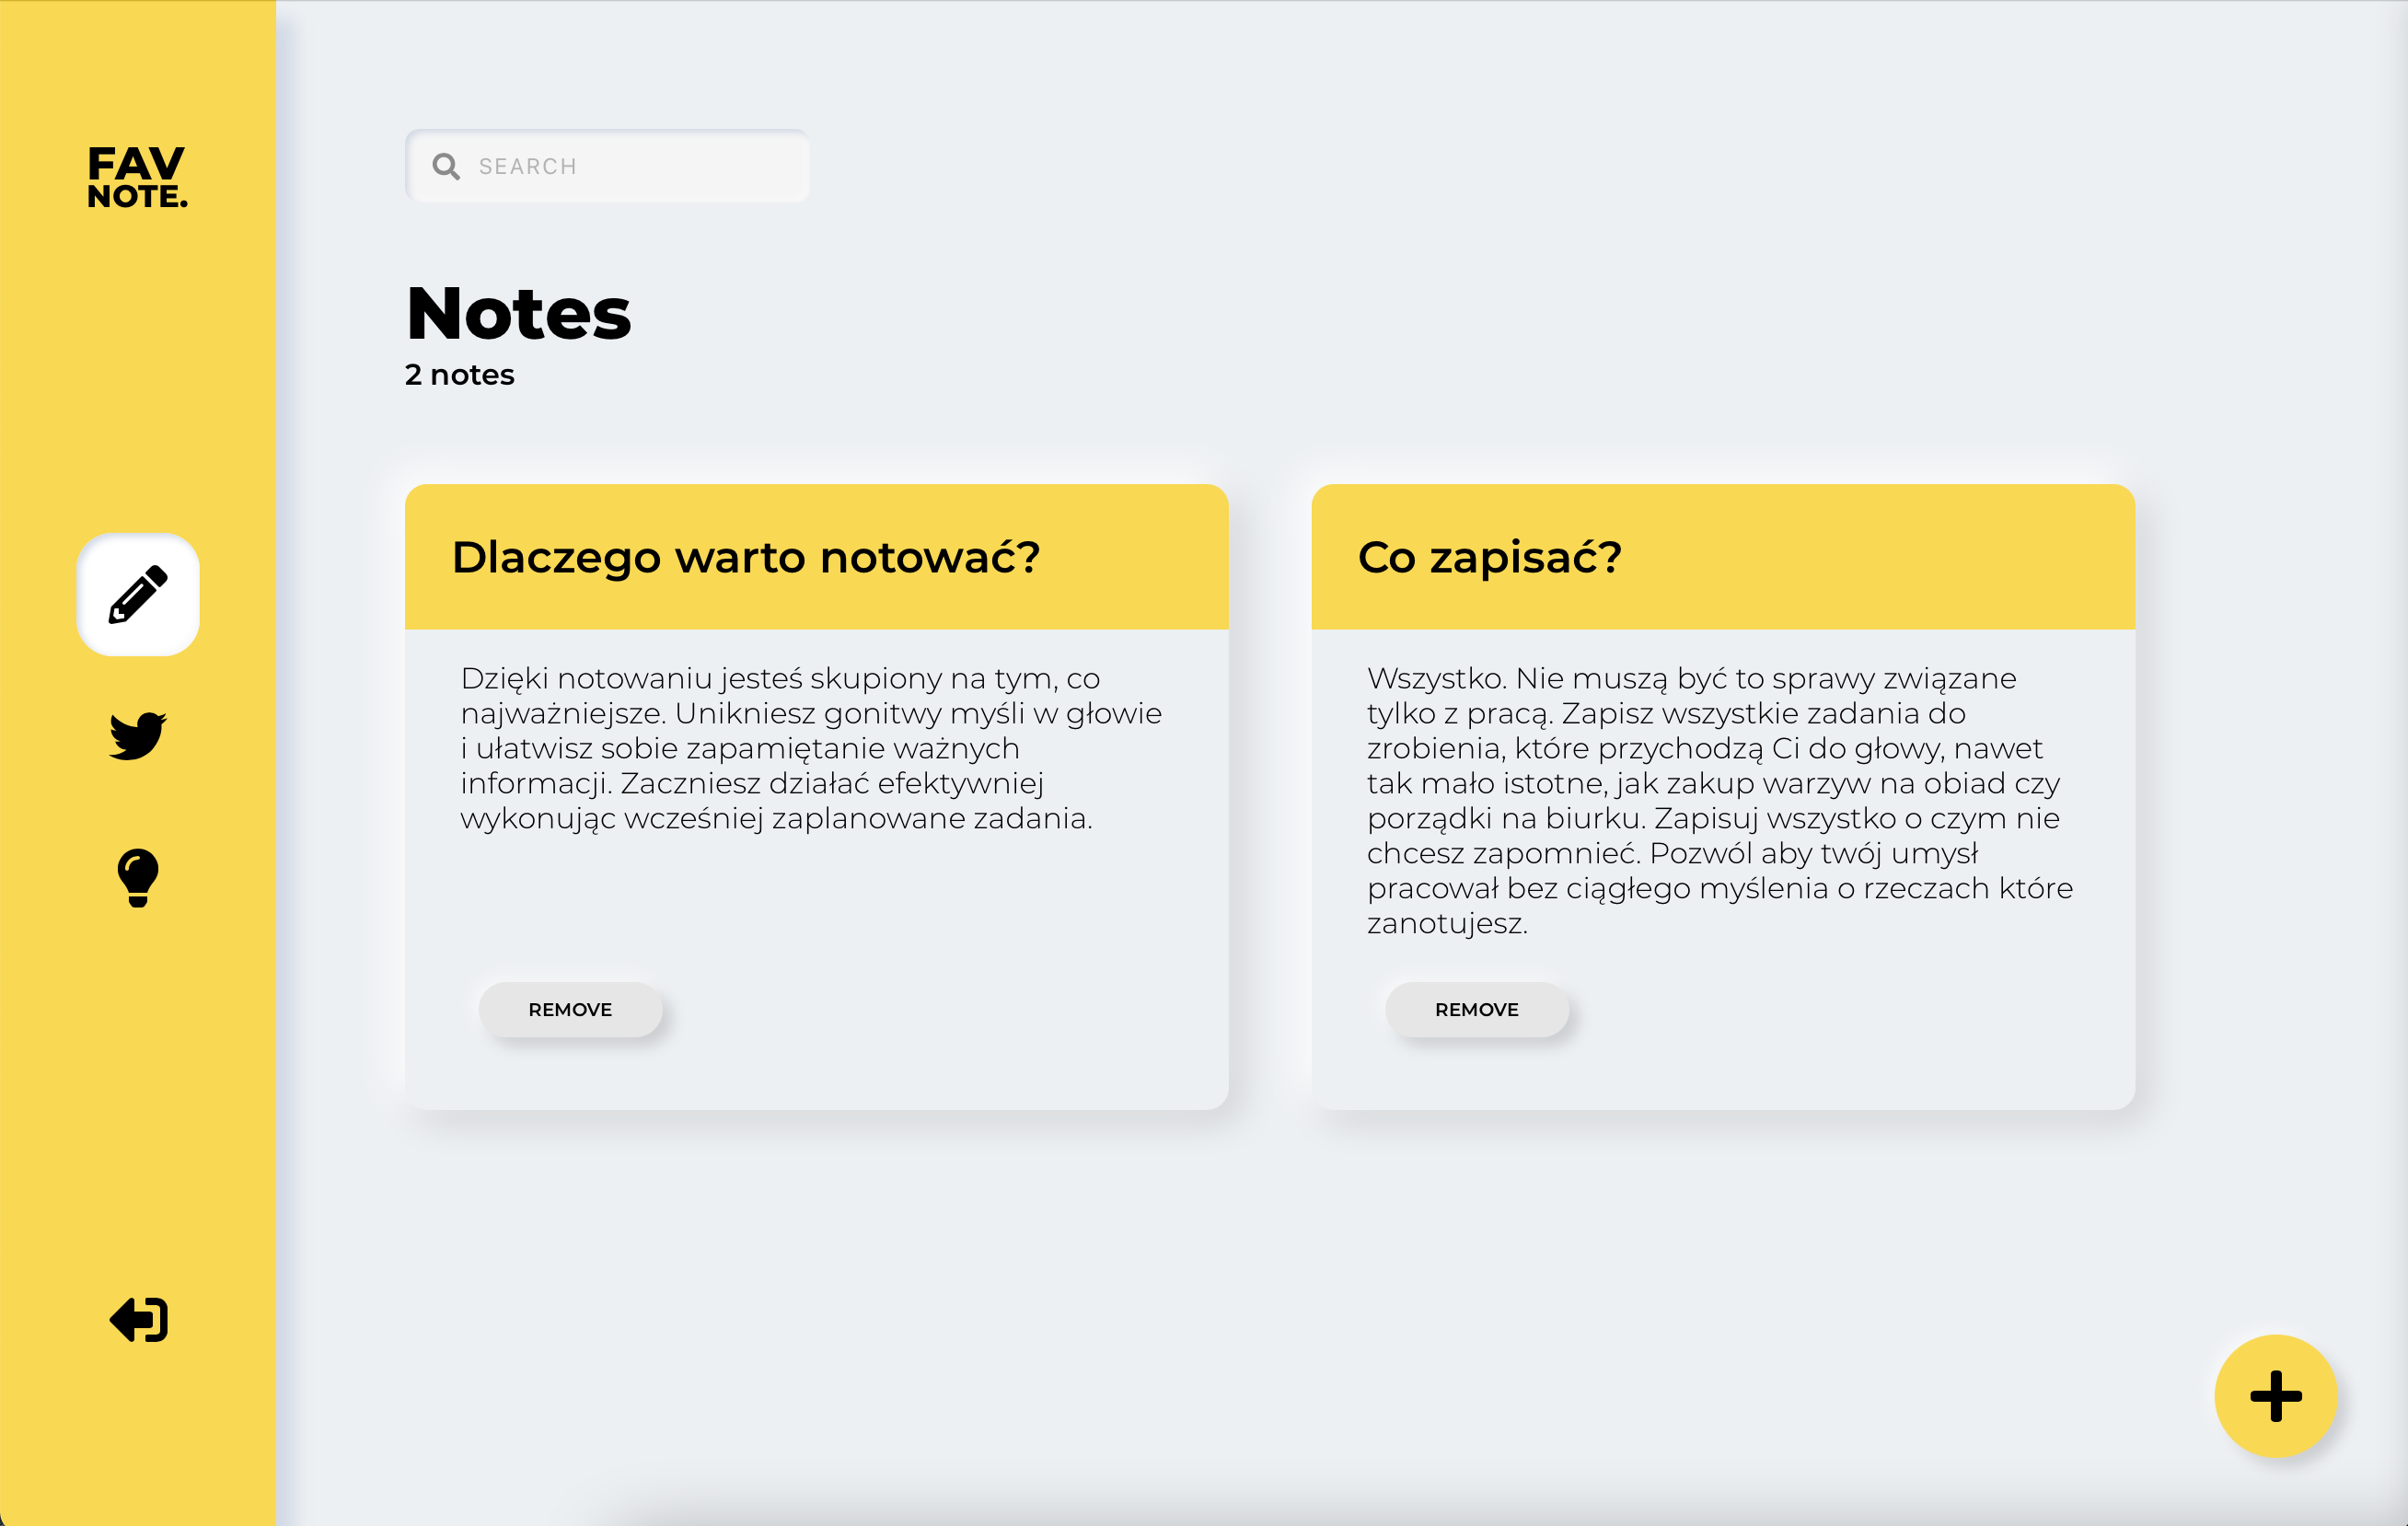 FAV
NOTE.
SEARCH
Notes
2 notes
Dlaczego warto notować?
Dzięki notowaniu jesteś skupiony na tym, co
najważniejsze. Unikniesz gonitwy myśli w głowie
i ułatwisz sobie zapamiętanie ważnych
informacji. Zaczniesz działać efektywniej
wykonując wcześniej zaplanowane zadania.
REMOVE
Co zapisać?
Wszystko. Nie muszą być to sprawy związane
tylko z pracą. Zapisz wszystkie zadania do
zrobienia, które przychodzą Ci do głowy, nawet
tak mało istotne, jak zakup warzyw na obiad czy
porządki na biurku. Zapisuj wszystko o czym nie
chcesz zapomnieć. Pozwól aby twój umysł
pracował bez ciągłego myślenia o rzeczach które
zanotujesz.
REMOVE